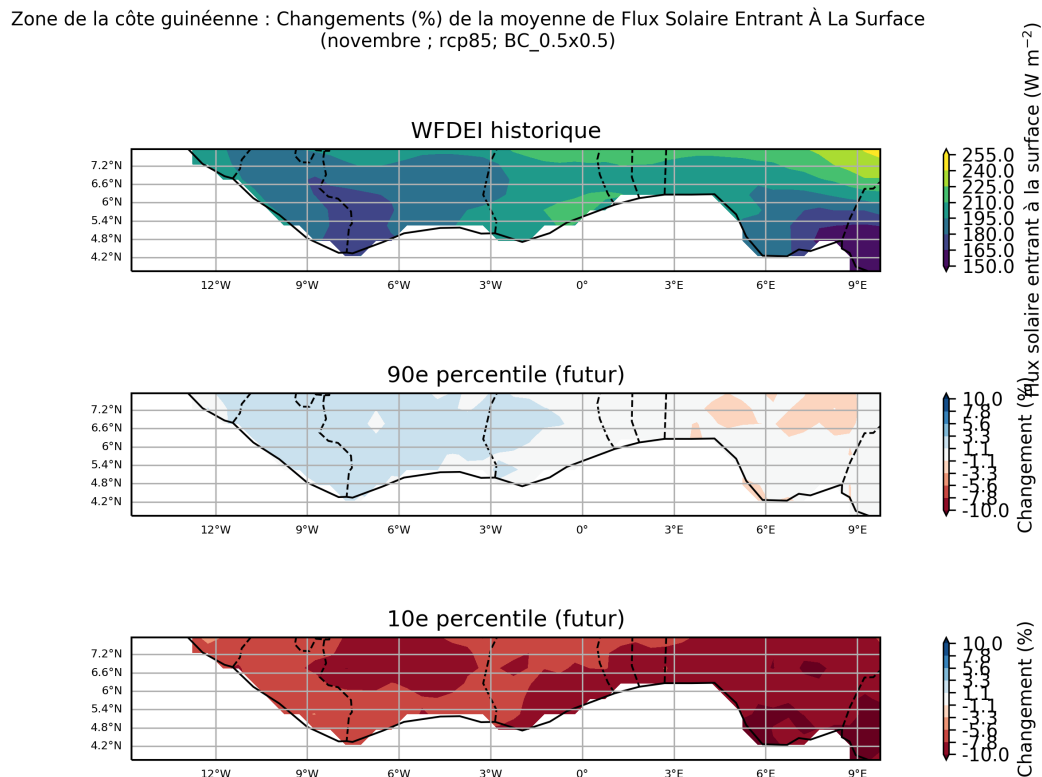 Zone de la côte guinéenne : Changements (%) de la moyenne de Flux Solaire Entrant À La Surface
(novembre ; rcp85; BC_0.5x0.5)
WFDEI historique
7.2°N
6.6°N
6°N
5.4°N
4.8°N
4.2°N
12°W 9°W 6°W 3°W 0° 3°E 6°E 9°E
255.0
240.0
225.0
210.0
195.0
180.0
165.0
150.0
Flux solaire entrant à la surface (W m⁻²)
90e percentile (futur)
7.2°N
6.6°N
6°N
5.4°N
4.8°N
4.2°N
12°W 9°W 6°W 3°W 0° 3°E 6°E 9°E
10.0
7.8
5.6
3.3
1.1
-1.1
-3.3
-5.6
-7.8
-10.0
Changement (%)
10e percentile (futur)
7.2°N
6.6°N
6°N
5.4°N
4.8°N
4.2°N
12°W 9°W 6°W 3°W 0° 3°E 6°E 9°E
10.0
7.8
5.6
3.3
1.1
-1.1
-3.3
-5.6
-7.8
-10.0
Changement (%)